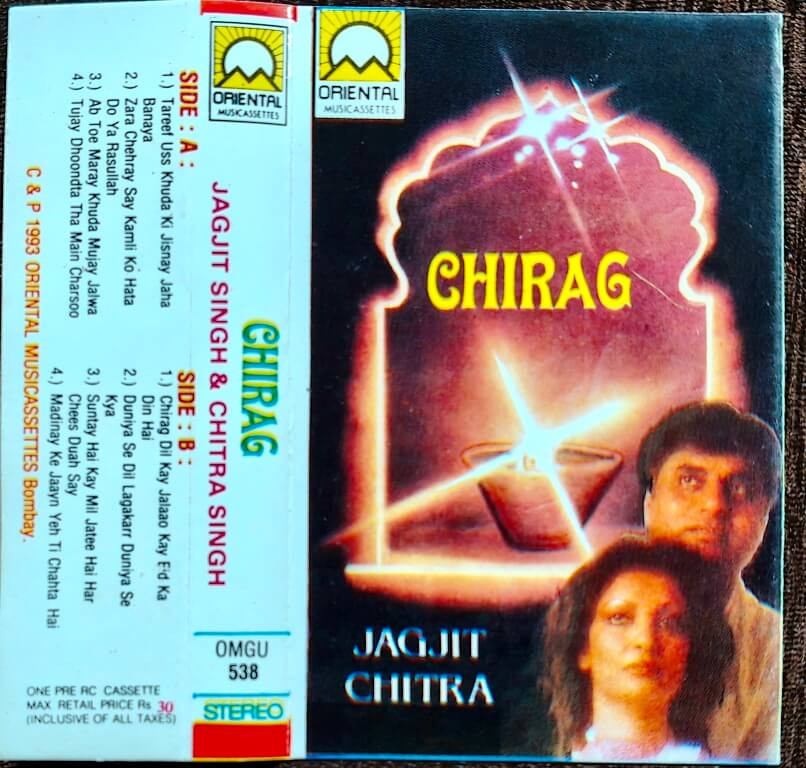 ORIENTAL
MUSICASSETTES
SIDE : A :
1.) Tareef Uss Khuda Ki Jisnay Jaha
Banaya
2.) Zara Chehray Say Kamli Ko Hata
Do Ya Rasullah
3.) Ab Toe Maray Khuda Mujay Jalwa
4.) Tujay Dhoondta Tha Main Charsoo
SIDE : B :
1.) Chirag Dil Kay Jalaao Kay Eid Ka
Din Hai
2.) Duniya Se Dil Lagakarr Duniya Se
Kya
3.) Suntay Hai Kay Mil Jatee Hai Har
Chees Duah Say
4.) Madinay Ke Jaayn Yeh Ti Chahta Hai
C & P 1993 ORIENTAL MUSICASSETTES Bombay.
ONE PRE RC CASSETTE
MAX RETAIL PRICE Rs 30
(INCLUSIVE OF ALL TAXES)
CHIRAG
JAGJIT SINGH & CHITRA SINGH
OMGU
538
STEREO
ORIENTAL
MUSICASSETTES
CHIRAG
JAGJIT
CHITRA